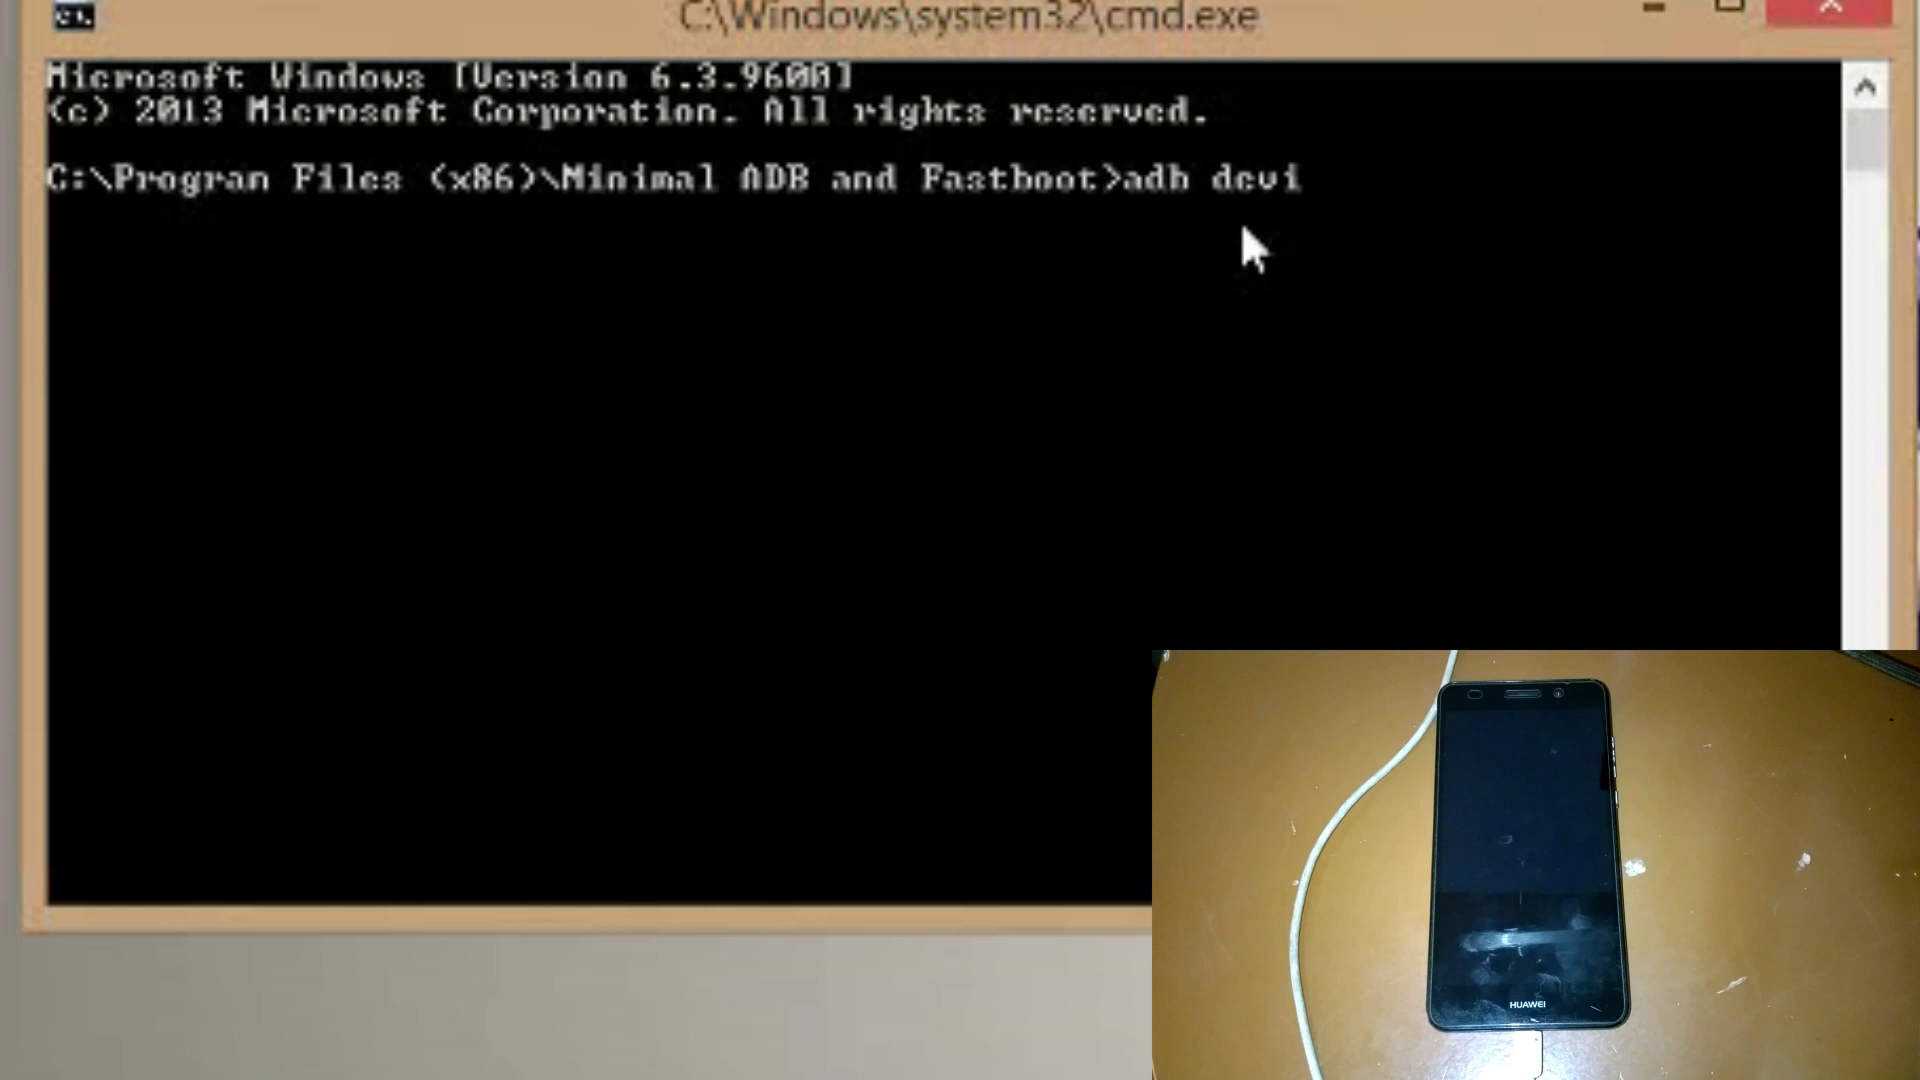 C:\Windows\system32\cmd.exe
Microsoft Windows [Version 6.3.9600]
(c) 2013 Microsoft Corporation. All rights reserved.
C:\Program Files (x86)\Minimal ADB and Fastboot>adb devi
HUAWEI